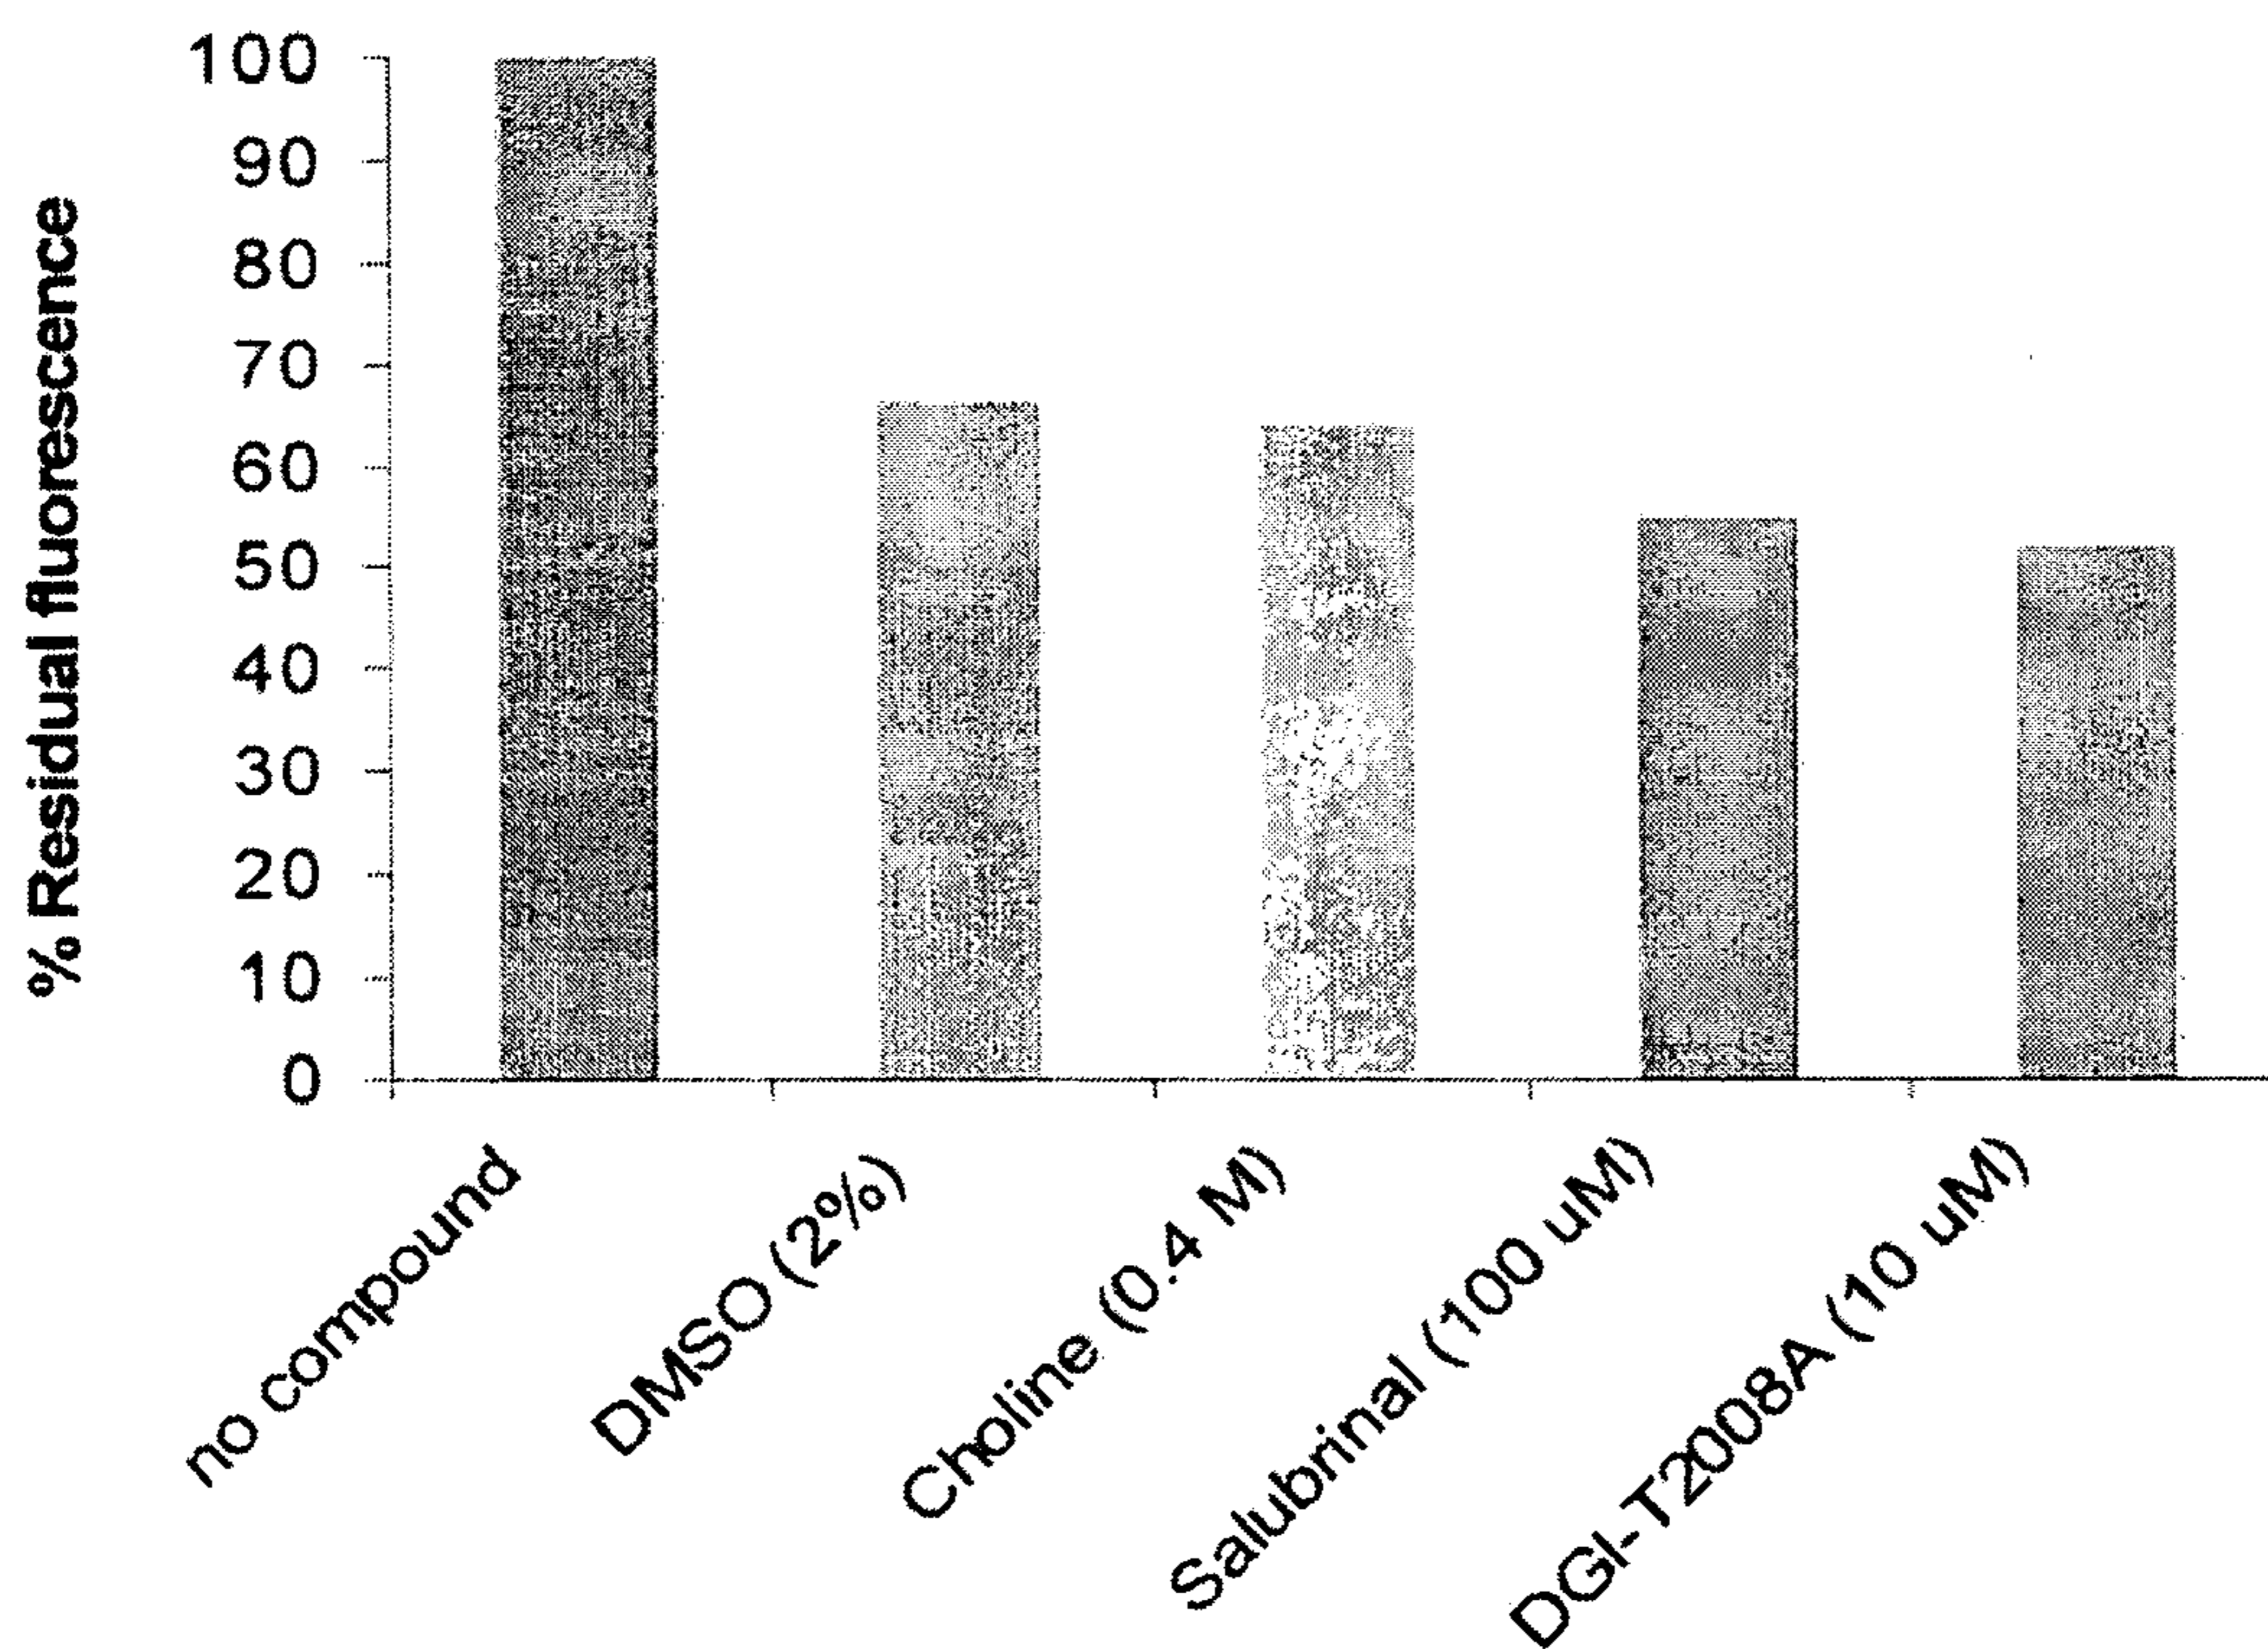 % Residual fluorescence
100
90
80
70
60
50
40
30
20
10
0
no compound
DMSO (2%)
Choline (0.4 M)
Salubrinal (100 uM)
DGI-T2008A (10 uM)